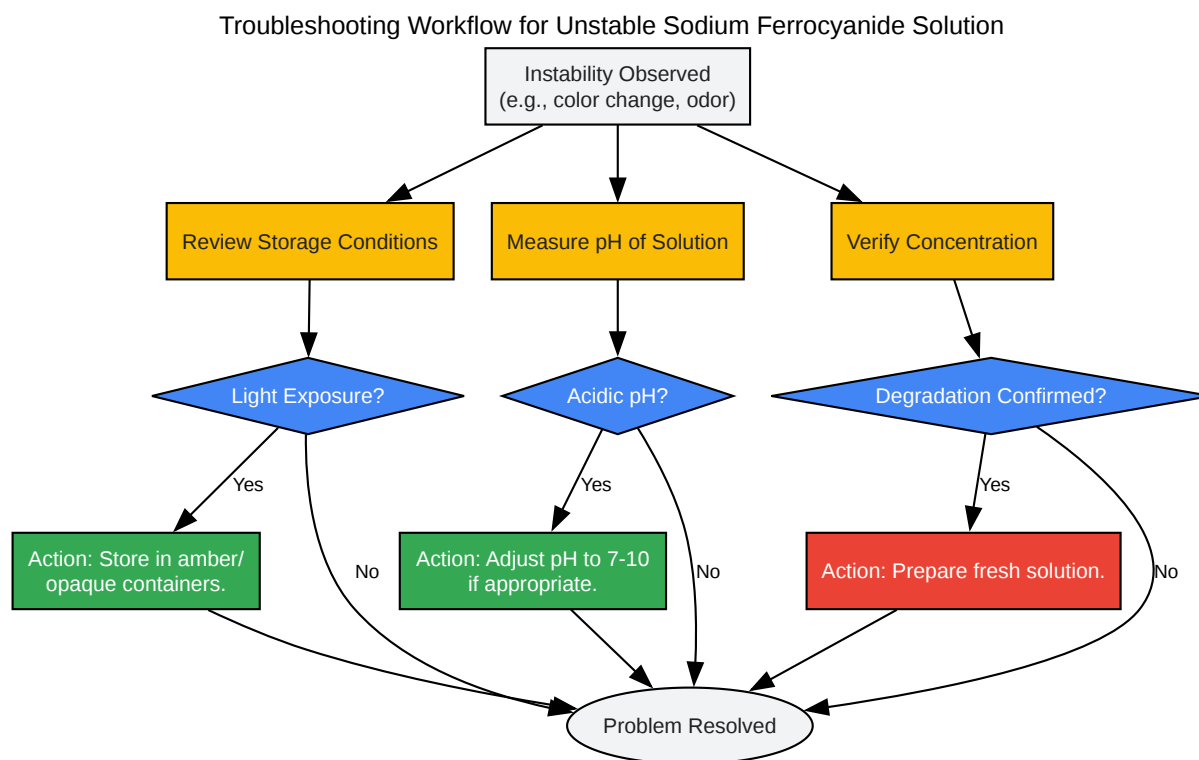 Troubleshooting Workflow for Unstable Sodium Ferrocyanide Solution
Instability Observed
(e.g., color change, odor)
Review Storage Conditions
Measure pH of Solution
Verify Concentration
Light Exposure?
Acidic pH?
Degradation Confirmed?
Yes
Yes
Yes
Action: Store in amber/
opaque containers.
No
Action: Adjust pH to 7-10
if appropriate.
No
Action: Prepare fresh solution.
No
Problem Resolved